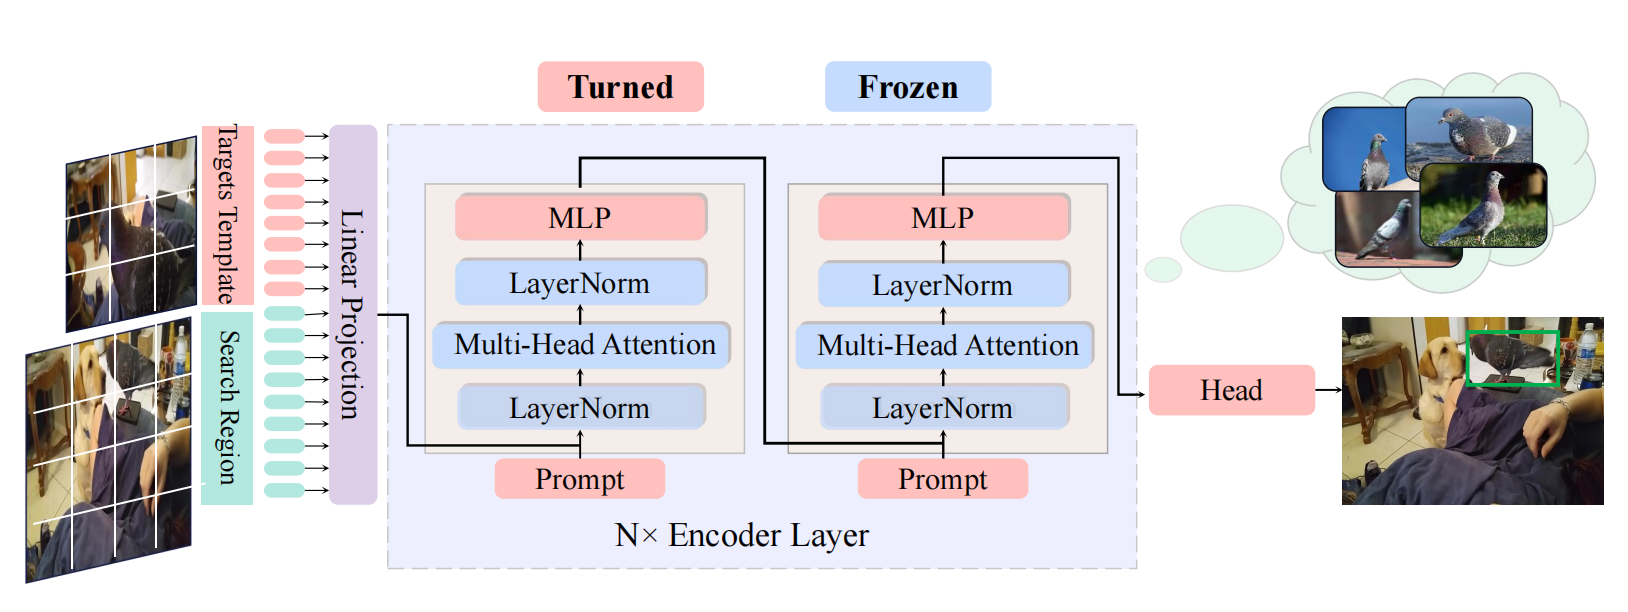 Turned
Frozen
Targets Template
Search Region
Linear Projection
MLP
LayerNorm
Multi-Head Attention
LayerNorm
Prompt
MLP
LayerNorm
Multi-Head Attention
LayerNorm
Prompt
N× Encoder Layer
Head